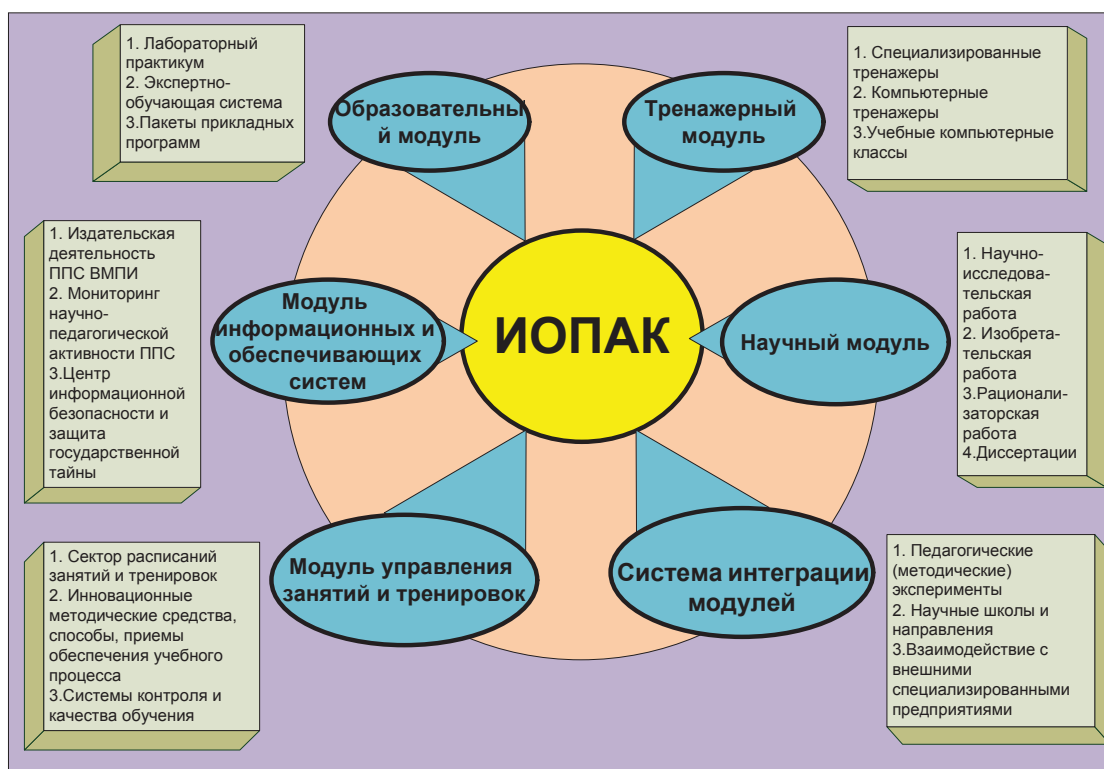 1. Лабораторный
практикум
2. Экспертно-
обучающая система
3.Пакеты прикладных
программ
Образовательны
й модуль
Тренажерный
модуль
1. Специализированные
тренажеры
2. Компьютерные
тренажеры
3.Учебные компьютерные
классы
1. Издательская
деятельность
ППС ВМПИ
2. Мониторинг
научно-
педагогической
активности ППС
3.Центр
информационной
безопасности и
защита
государственной
тайны
Модуль
информационных и
обеспечивающих
систем
ИОПАК
Научный модуль
1. Научно-
исследова-
тельская
работа
2. Изобрета-
тельская
работа
3.Рационали-
заторская
работа
4.Диссертации
1. Сектор расписаний
занятий и тренировок
2. Инновационные
методические средства,
способы, приемы
обеспечения учебного
процесса
3.Системы контроля и
качества обучения
Модуль управления
занятий и тренировок
Система интеграции
модулей
1. Педагогические
(методические)
эксперименты
2. Научные школы и
направления
3.Взаимодействие с
внешними
специализированными
предприятиями